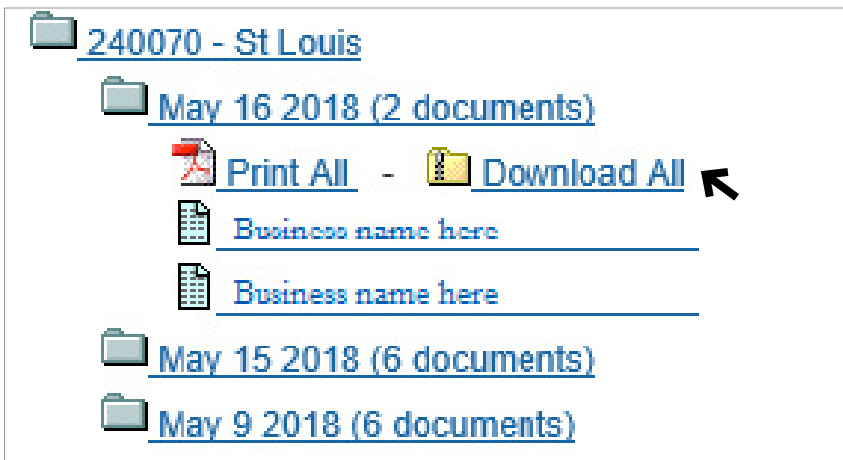 240070 - St Louis
May 16 2018 (2 documents)
Print All - Download All
Business name here
Business name here
May 15 2018 (6 documents)
May 9 2018 (6 documents)